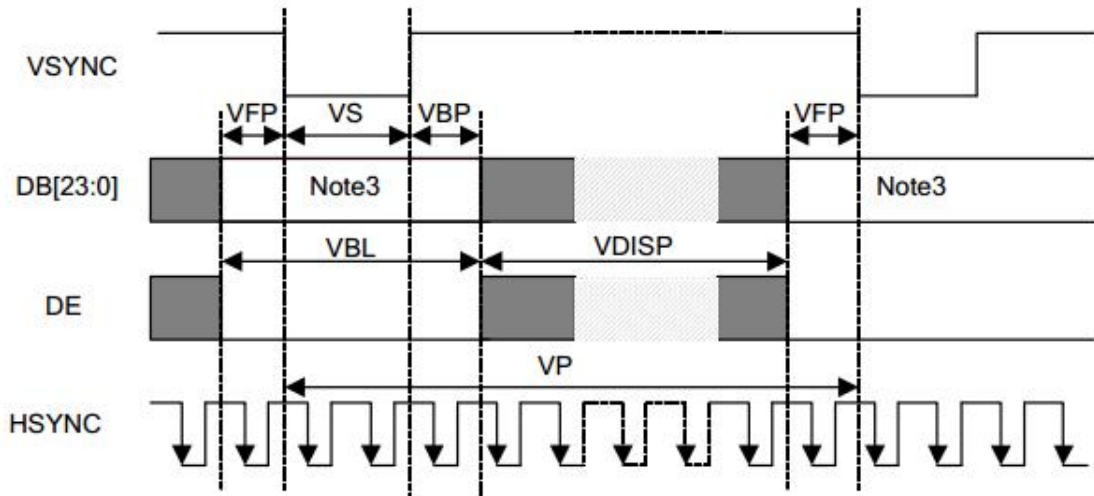 VSYNC
VFP VS VBP VFP
DB[23:0] Note3 Note3
VBL VDISP
DE
VP
HSYNC